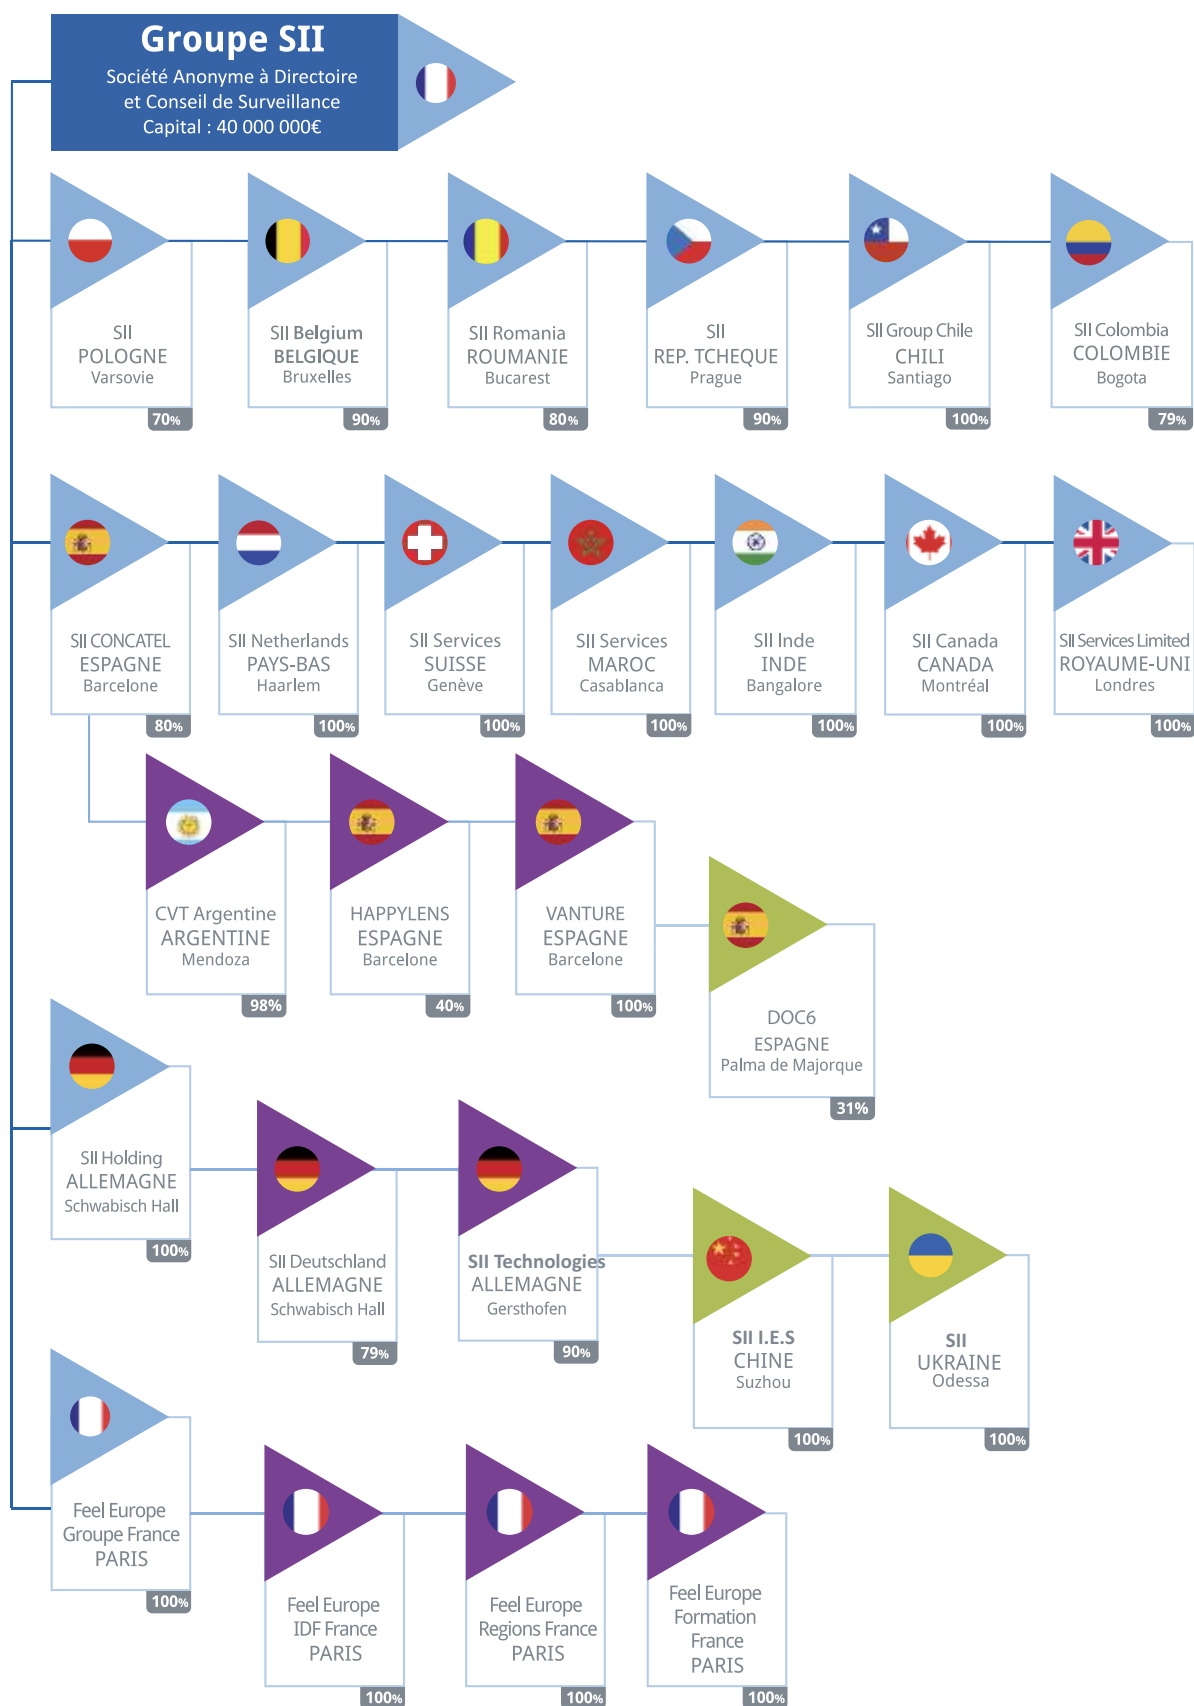 Groupe SII
Société Anonyme à Directoire
et Conseil de Surveillance
Capital : 40 000 000€
SII
POLOGNE
Varsovie
70%
SII Belgium
BELGIQUE
Bruxelles
90%
SII Romania
ROUMANIE
Bucarest
80%
SII
REP. TCHEQUE
Prague
90%
SII Group Chile
CHILI
Santiago
100%
SII Colombia
COLOMBIE
Bogota
79%
SII CONCATEL
ESPAGNE
Barcelone
80%
SII Netherlands
PAYS-BAS
Haarlem
100%
SII Services
SUISSE
Genève
100%
SII Services
MAROC
Casablanca
100%
SII Inde
INDE
Bangalore
100%
SII Canada
CANADA
Montréal
100%
SII Services Limited
ROYAUME-UNI
Londres
100%
CVT Argentine
ARGENTINE
Mendoza
98%
HAPPYLENS
ESPAGNE
Barcelone
40%
VANTURE
ESPAGNE
Barcelone
100%
DOC6
ESPAGNE
Palma de Majorque
31%
SII Holding
ALLEMAGNE
Schwabisch Hall
100%
SII Deutschland
ALLEMAGNE
Schwabisch Hall
79%
SII Technologies
ALLEMAGNE
Gersthofen
90%
SII I.E.S
CHINE
Suzhou
100%
SII
UKRAINE
Odessa
100%
Feel Europe
Groupe France
PARIS
100%
Feel Europe
IDF France
PARIS
100%
Feel Europe
Regions France
PARIS
100%
Feel Europe
Formation
France
PARIS
100%